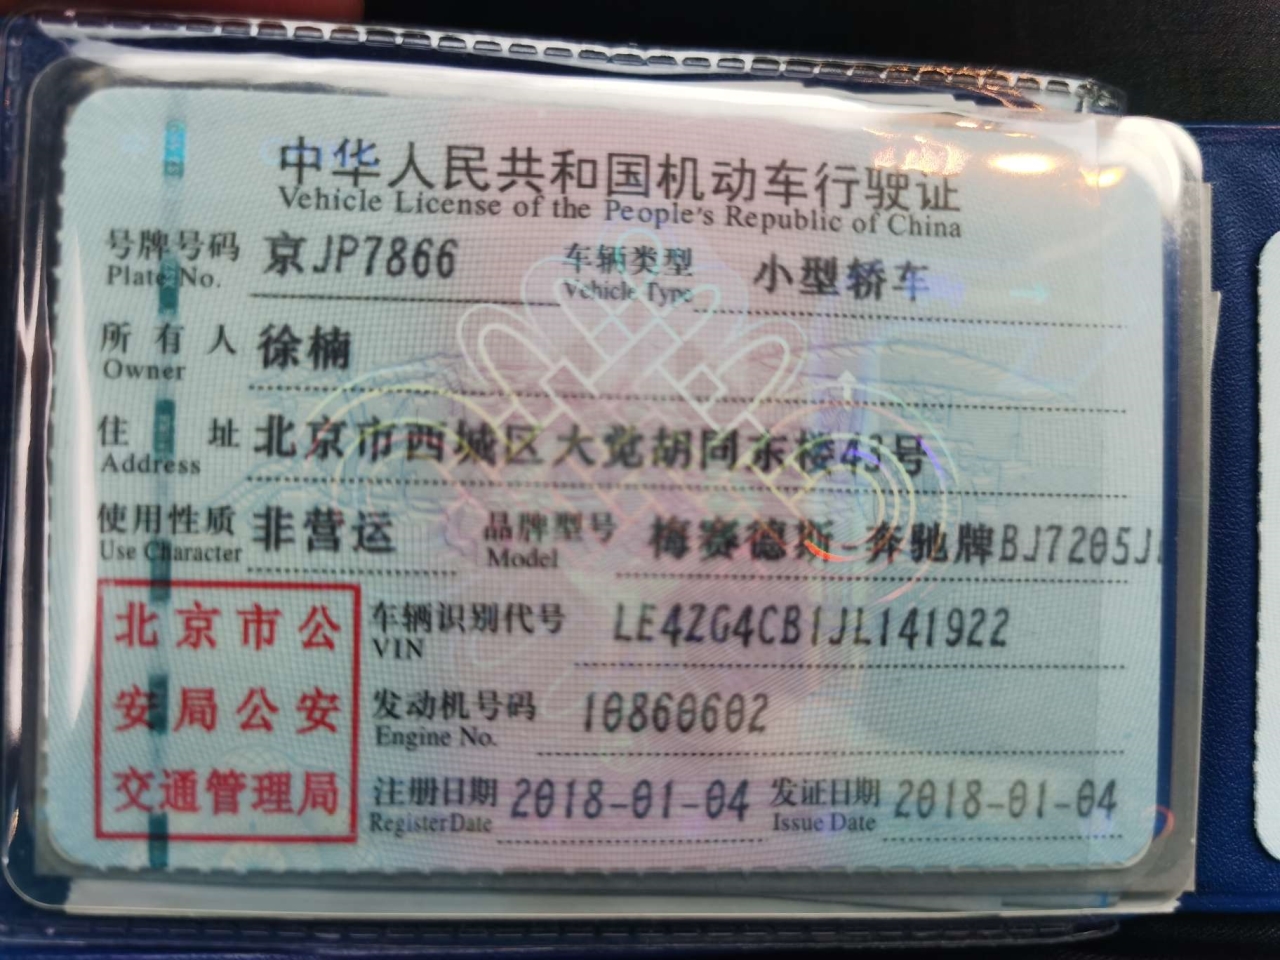 中华人民共和国机动车行驶证
Vehicle License of the People's Republic of China
号牌号码 京JP7866 车辆类型 小型轿车
Plate No. Vehicle Type
所有人 徐楠
Owner
住址 北京市西城区大觉胡同东楼43号
Address
使用性质 非营运 品牌型号 梅赛德斯-奔驰牌BJ7205J
Use Character Model
北京市公
安局公安
交通管理局
车辆识别代号 LE4ZG4CB1JL141922
VIN
发动机号码 10860602
Engine No.
注册日期 2018-01-04 发证日期 2018-01-04
Register Date Issue Date